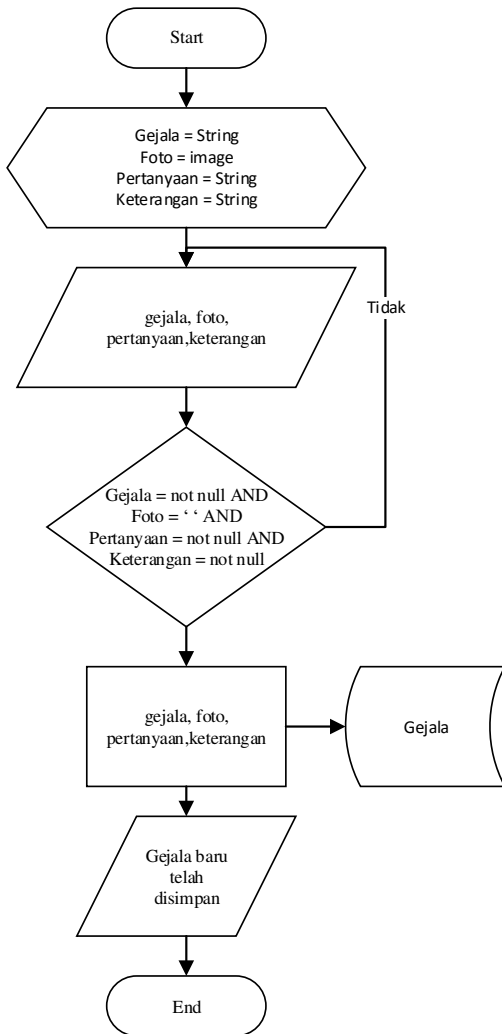 Start
Gejala = String
Foto = image
Pertanyaan = String
Keterangan = String
gejala, foto,
pertanyaan,keterangan
Tidak
Gejala = not null AND
Foto = ‘ ‘ AND
Pertanyaan = not null AND
Keterangan = not null
gejala, foto,
pertanyaan,keterangan
Gejala
Gejala baru
telah
disimpan
End